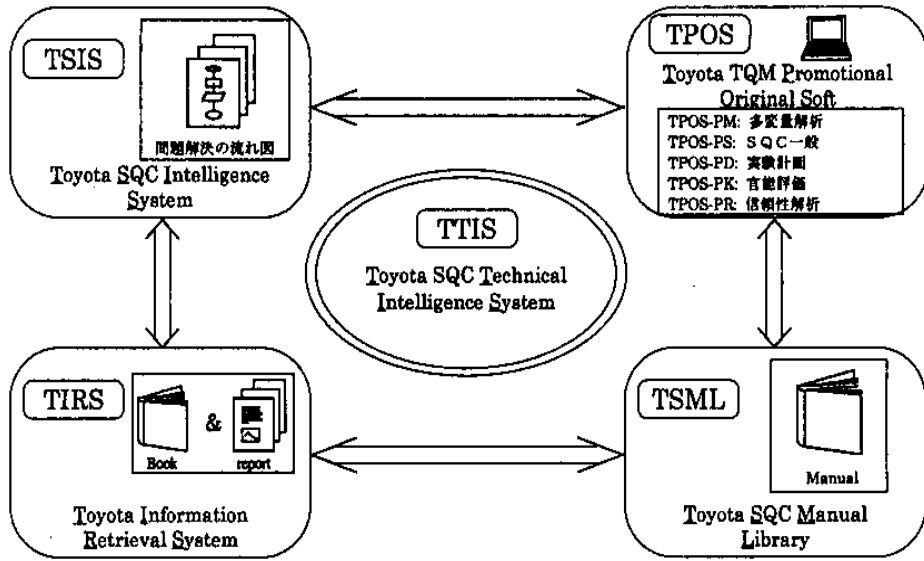 TSIS
問題解決の流れ図
Toyota SQC Intelligence
System
TPOS
Toyota TQM Promotional
Original Soft
TPOS-PM: 多変量解析
TPOS-PS: ＳＱＣ一般
TPOS-PD: 実験計画
TPOS-PK: 官能評価
TPOS-PR: 信頼性解析
TTIS
Toyota SQC Technical
Intelligence System
TIRS
&
Book
report
Toyota Information
Retrieval System
TSML
Manual
Toyota SQC Manual
Library